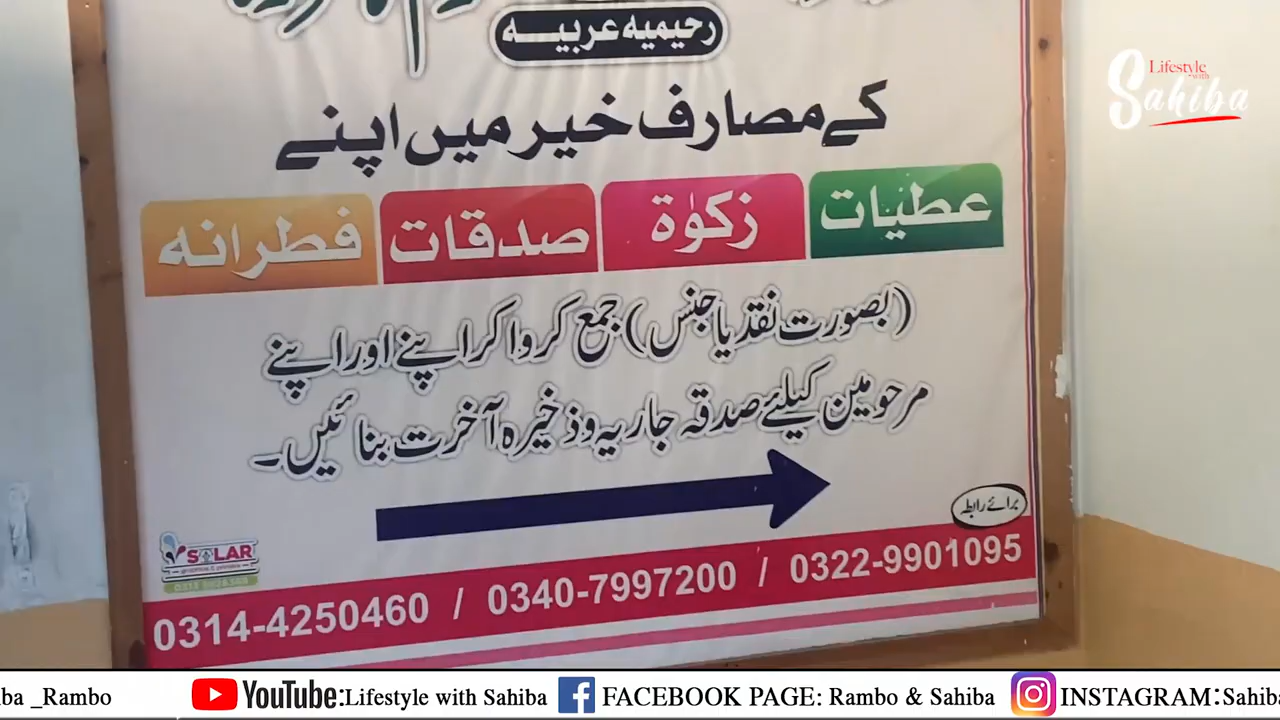 رحیمیہ عربیہ
کے مصارف خیر میں اپنے
عطیات زکوٰۃ صدقات فطرانہ
(بصورت نقد یا جنس) جمع کروا کر اپنے اور اپنے
مرحومین کیلئے صدقہ جاریہ و ذخیرہ آخرت بنائیں۔
برائے رابطہ
SOLAR
0314-4250460 / 0340-7997200 / 0322-9901095
Lifestyle with Sahiba
ba _Rambo YouTube:Lifestyle with Sahiba FACEBOOK PAGE: Rambo & Sahiba INSTAGRAM:Sahiba